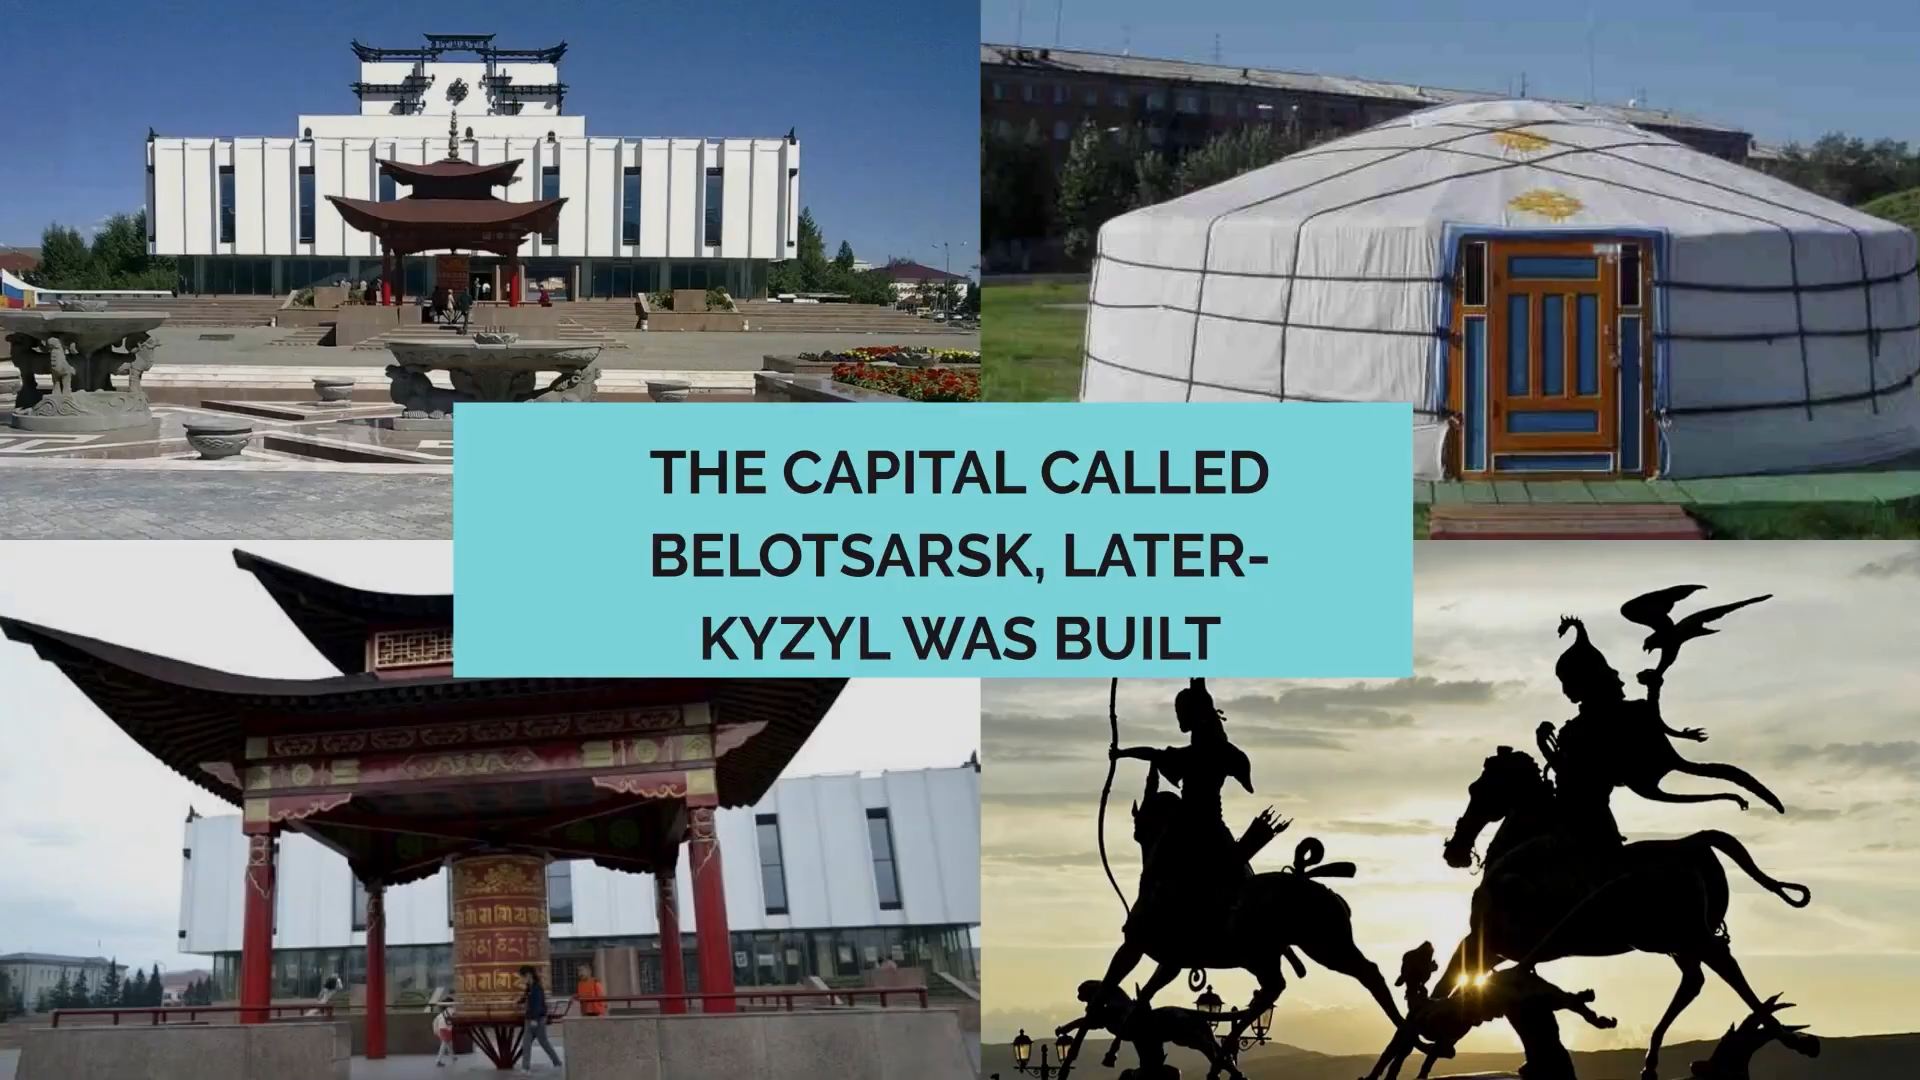 THE CAPITAL CALLED
BELOTSARSK, LATER-
KYZYL WAS BUILT